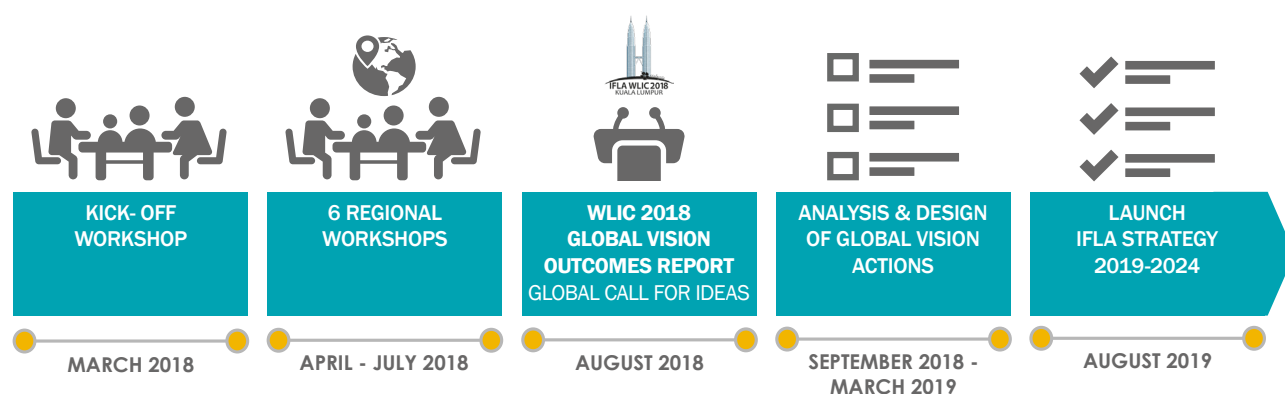 IFLA WLIC 2018
KUALA LUMPUR
KICK- OFF
WORKSHOP
6 REGIONAL
WORKSHOPS
WLIC 2018
GLOBAL VISION
OUTCOMES REPORT
GLOBAL CALL FOR IDEAS
ANALYSIS & DESIGN
OF GLOBAL VISION
ACTIONS
LAUNCH
IFLA STRATEGY
2019-2024
MARCH 2018
APRIL - JULY 2018
AUGUST 2018
SEPTEMBER 2018 -
MARCH 2019
AUGUST 2019